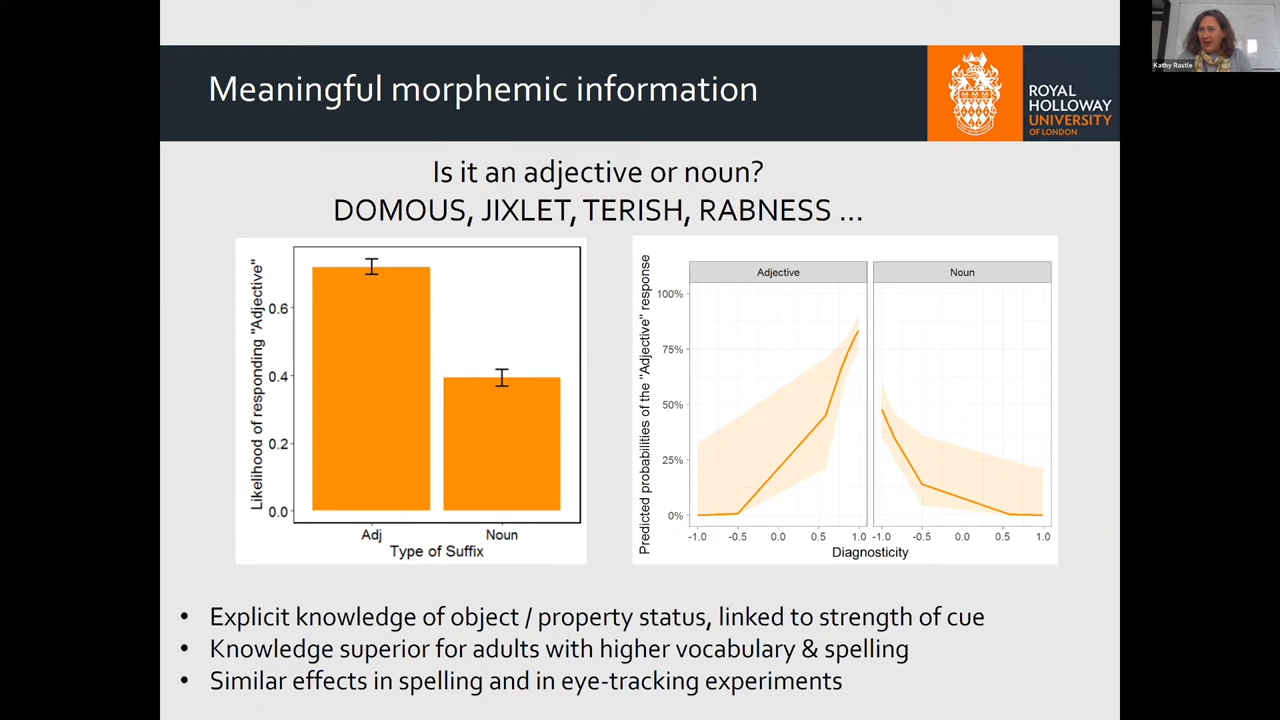 Meaningful morphemic information
ROYAL
HOLLOWAY
UNIVERSITY
OF LONDON
Kathy Rastle
Is it an adjective or noun?
DOMOUS, JIXLET, TERISH, RABNESS ...
Likelihood of responding "Adjective"
0.6
0.4
0.2
0.0
Adj Noun
Type of Suffix
Predicted probabilities of the "Adjective" response
Adjective Noun
100%
75%
50%
25%
0%
-1.0 -0.5 0.0 0.5 1.0 -1.0 -0.5 0.0 0.5 1.0
Diagnosticity
• Explicit knowledge of object / property status, linked to strength of cue
• Knowledge superior for adults with higher vocabulary & spelling
• Similar effects in spelling and in eye-tracking experiments